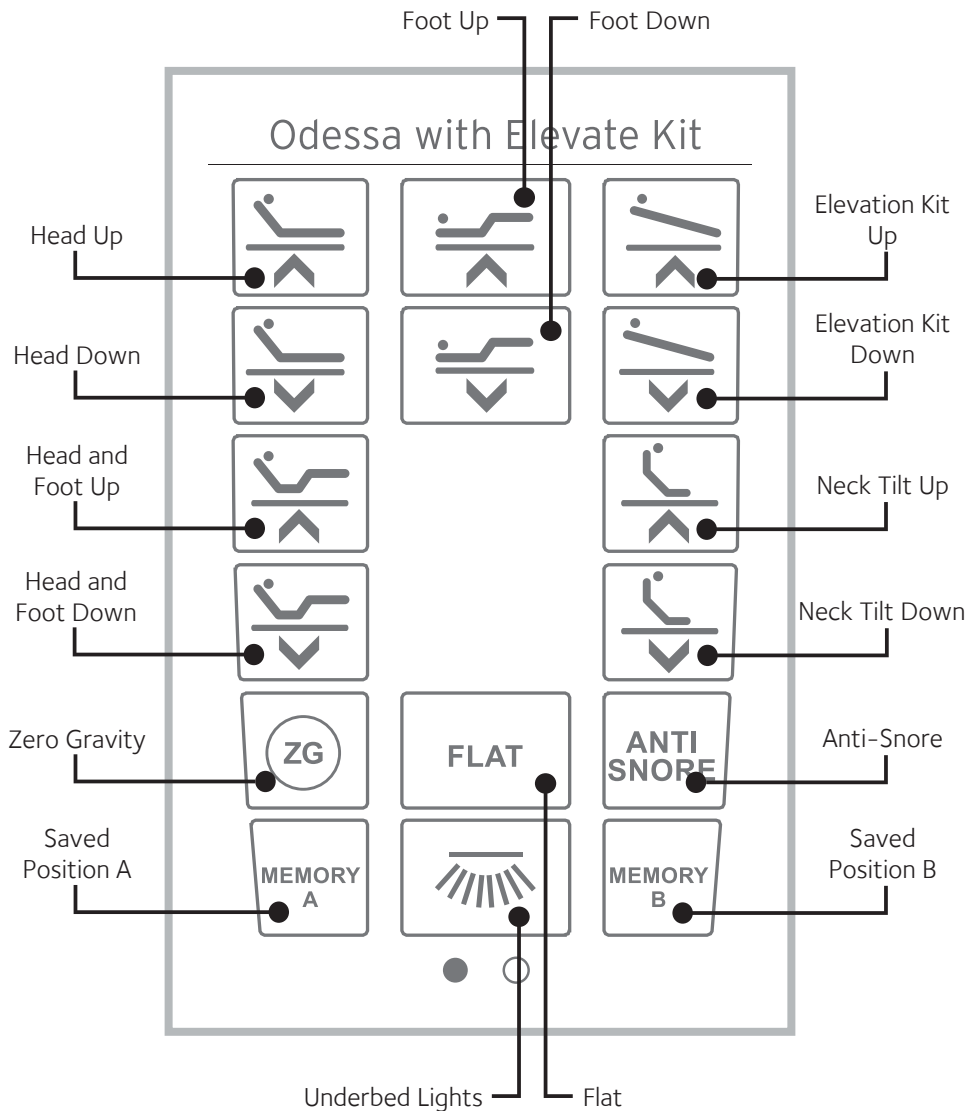 Foot Up
Foot Down
Odessa with Elevate Kit
Head Up
Elevation Kit
Up
Head Down
Elevation Kit
Down
Head and
Foot Up
Neck Tilt Up
Head and
Foot Down
Neck Tilt Down
Zero Gravity
ZG
FLAT
ANTI
SNORE
Anti-Snore
Saved
Position A
MEMORY
A
MEMORY
B
Saved
Position B
Underbed Lights
Flat